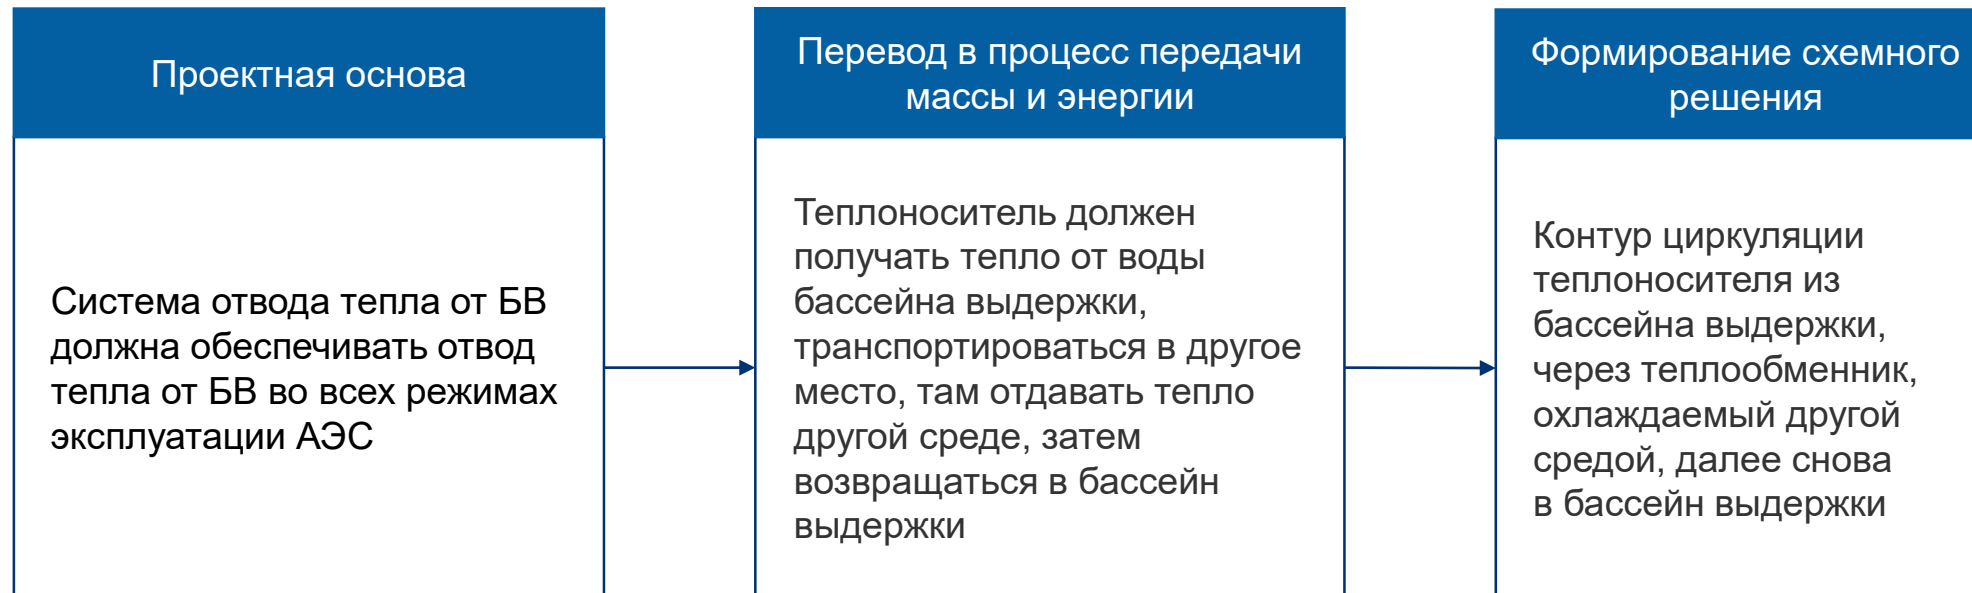 Проектная основа
Система отвода тепла от БВ
должна обеспечивать отвод
тепла от БВ во всех режимах
эксплуатации АЭС
Перевод в процесс передачи
массы и энергии
Теплоноситель должен
получать тепло от воды
бассейна выдержки,
транспортироваться в другое
место, там отдавать тепло
другой среде, затем
возвращаться в бассейн
выдержки
Формирование схемного
решения
Контур циркуляции
теплоносителя из
бассейна выдержки,
через теплообменник,
охлаждаемый другой
средой, далее снова
в бассейн выдержки